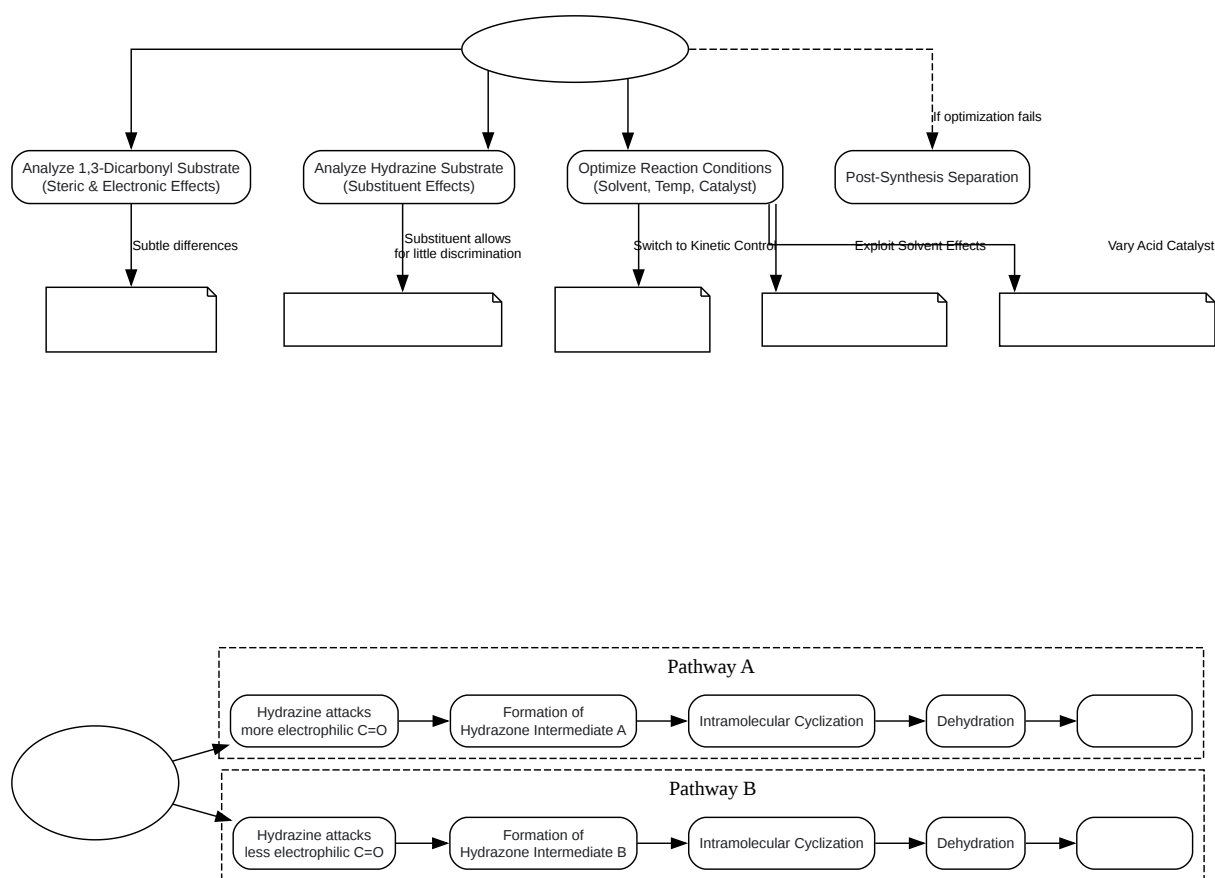 If optimization fails
Analyze 1,3-Dicarbonyl Substrate
(Steric & Electronic Effects)
Analyze Hydrazine Substrate
(Substituent Effects)
Optimize Reaction Conditions
(Solvent, Temp, Catalyst)
Post-Synthesis Separation
Subtle differences
Substituent allows
for little discrimination
Switch to Kinetic Control
Exploit Solvent Effects
Vary Acid Catalyst
Pathway A
Hydrazine attacks
more electrophilic C=O
Formation of
Hydrazone Intermediate A
Intramolecular Cyclization
Dehydration
Pathway B
Hydrazine attacks
less electrophilic C=O
Formation of
Hydrazone Intermediate B
Intramolecular Cyclization
Dehydration